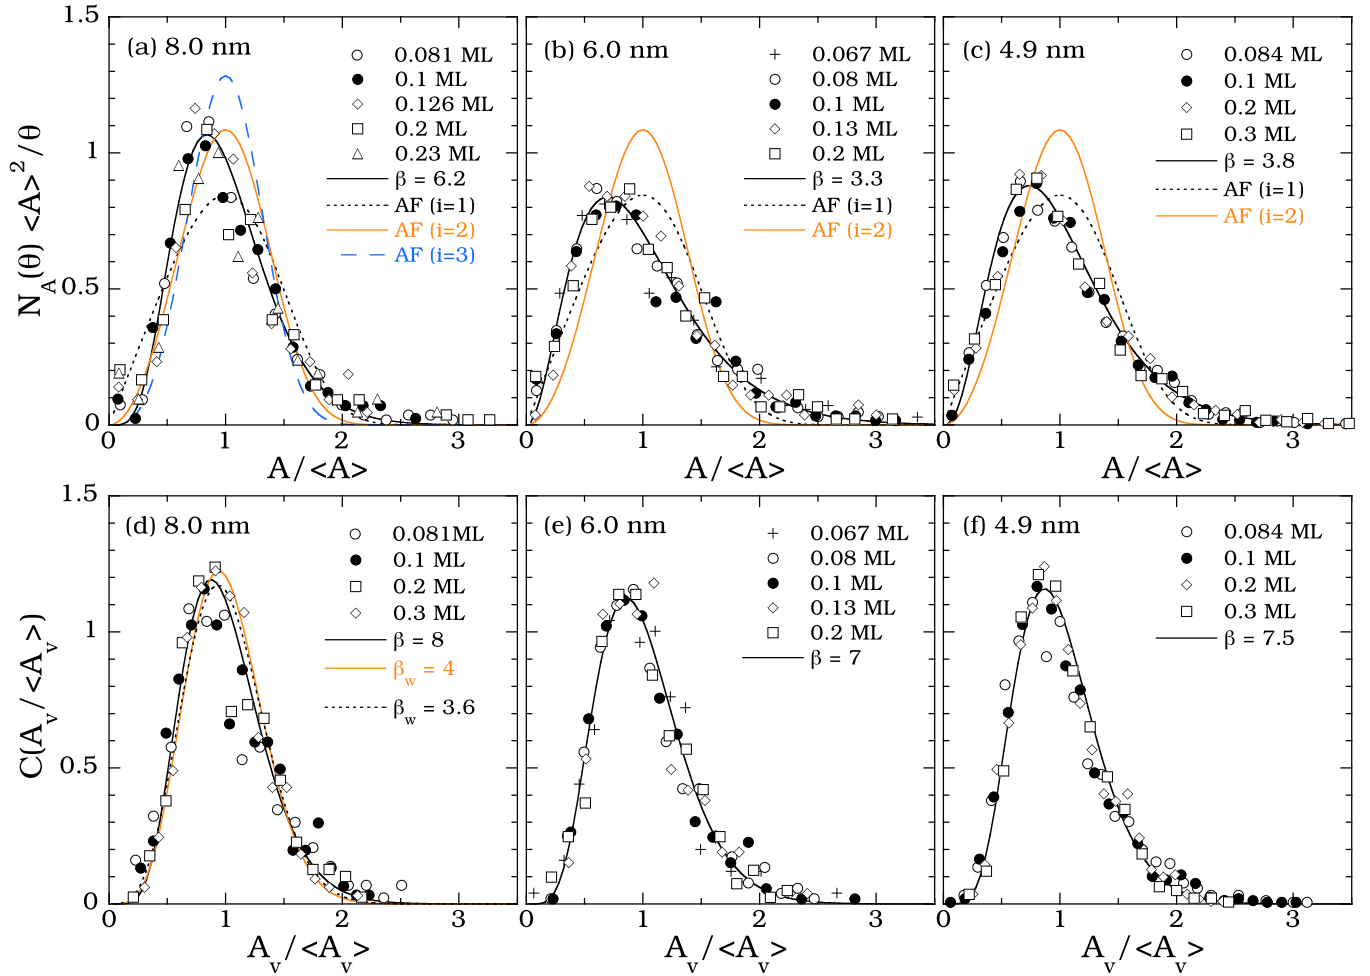 1.5
1
0.5
0
N_A(θ) <A>²/θ
(a) 8.0 nm
0.081 ML
0.1 ML
0.126 ML
0.2 ML
0.23 ML
β = 6.2
AF (i=1)
AF (i=2)
AF (i=3)
0 1 2 3
A/<A>
(b) 6.0 nm
0.067 ML
0.08 ML
0.1 ML
0.13 ML
0.2 ML
β = 3.3
AF (i=1)
AF (i=2)
0 1 2 3
A/<A>
(c) 4.9 nm
0.084 ML
0.1 ML
0.2 ML
0.3 ML
β = 3.8
AF (i=1)
AF (i=2)
0 1 2 3
A/<A>
1.5
1
0.5
0
C(A_v/<A_v>)
(d) 8.0 nm
0.081ML
0.1 ML
0.2 ML
0.3 ML
β = 8
β_w = 4
β_w = 3.6
0 1 2 3
A_v/<A_v>
(e) 6.0 nm
0.067 ML
0.08 ML
0.1 ML
0.13 ML
0.2 ML
β = 7
0 1 2 3
A_v/<A_v>
(f) 4.9 nm
0.084 ML
0.1 ML
0.2 ML
0.3 ML
β = 7.5
0 1 2 3
A_v/<A_v>